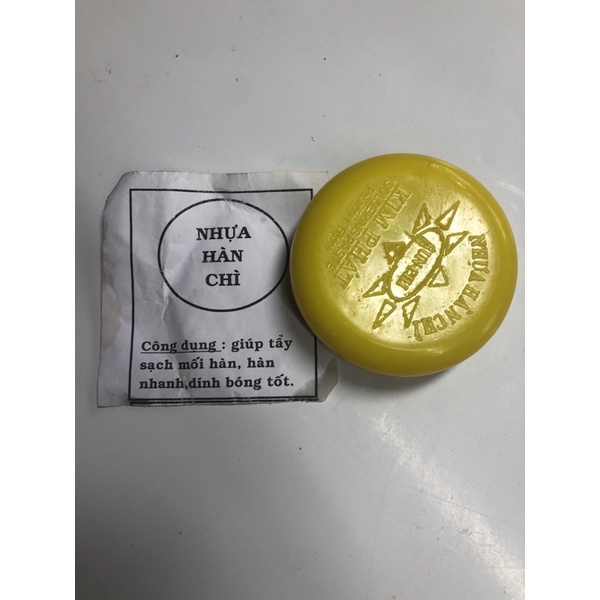 NHỰA
HÀN
CHÌ
Công dụng : giúp tẩy
sạch mối hàn, hàn
nhanh,dính bóng tốt.
NHỰA HÀN CHÌ